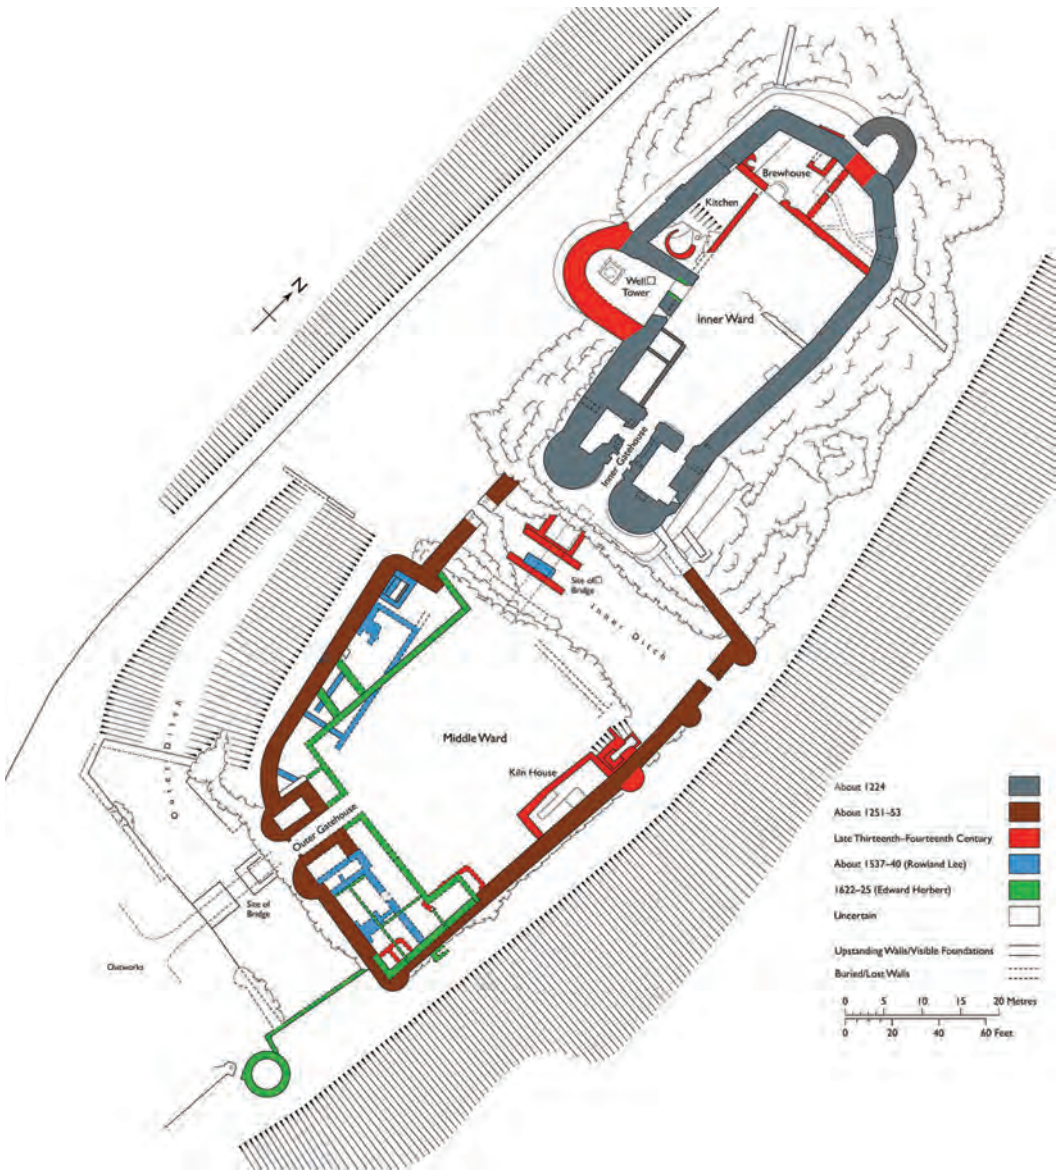 Brewhouse
Kitchen
N
Well
Tower
Inner Ward
Inner Gatehouse
Site of
Bridge
Inner Ditch
Outer Ditch
Middle Ward
Kiln House
Outer Gatehouse
Site of
Bridge
Outworks
About 1224
About 1251–53
Late Thirteenth–Fourteenth Century
About 1537–40 (Rowland Lee)
1622–25 (Edward Herbert)
Uncertain
Upstanding Walls/Visible Foundations
Buried/Lost Walls
0 5 10 15 20 Metres
0 20 40 60 Feet